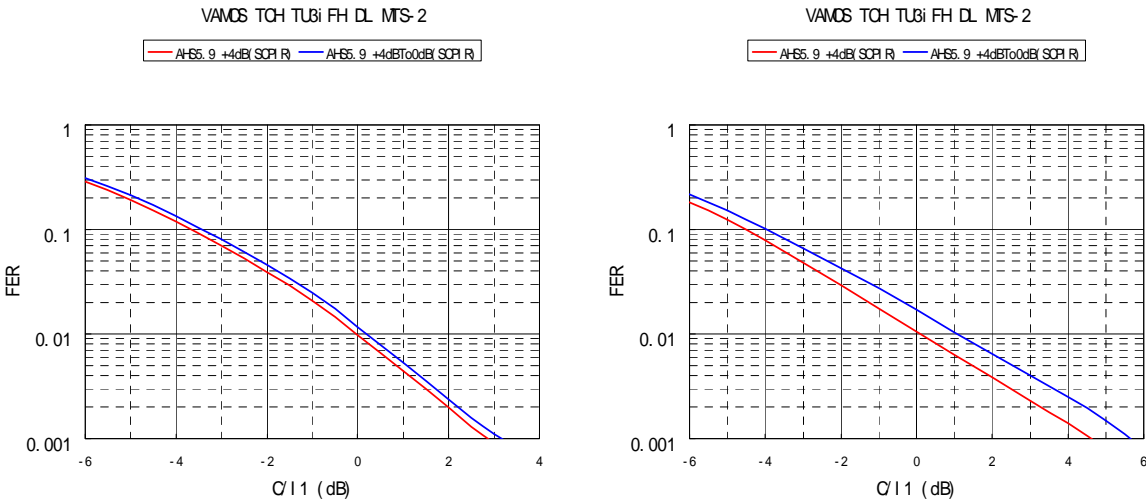 VAMOS TCH TU3i FH DL MTS-2
AHS5.9 +4dB(SCPIR) AHS5.9 +4dBTo0dB(SCPIR)
1
0.1
0.01
0.001
FER
-6 -4 -2 0 2 4
C/I1 (dB)
VAMOS TCH TU3i FH DL MTS-2
AHS5.9 +4dB(SCPIR) AHS5.9 +4dBTo0dB(SCPIR)
1
0.1
0.01
0.001
FER
-6 -4 -2 0 2 4 6
C/I1 (dB)